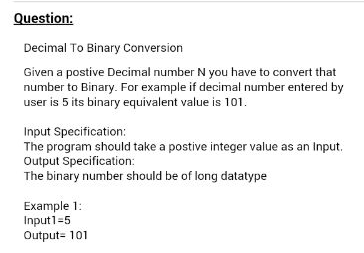 Question:
Decimal To Binary Conversion
Given a postive Decimal number N you have to convert that
number to Binary. For example if decimal number entered by
user is 5 its binary equivalent value is 101.
Input Specification:
The program should take a postive integer value as an Input.
Output Specification:
The binary number should be of long datatype
Example 1:
Input1=5
Output= 101